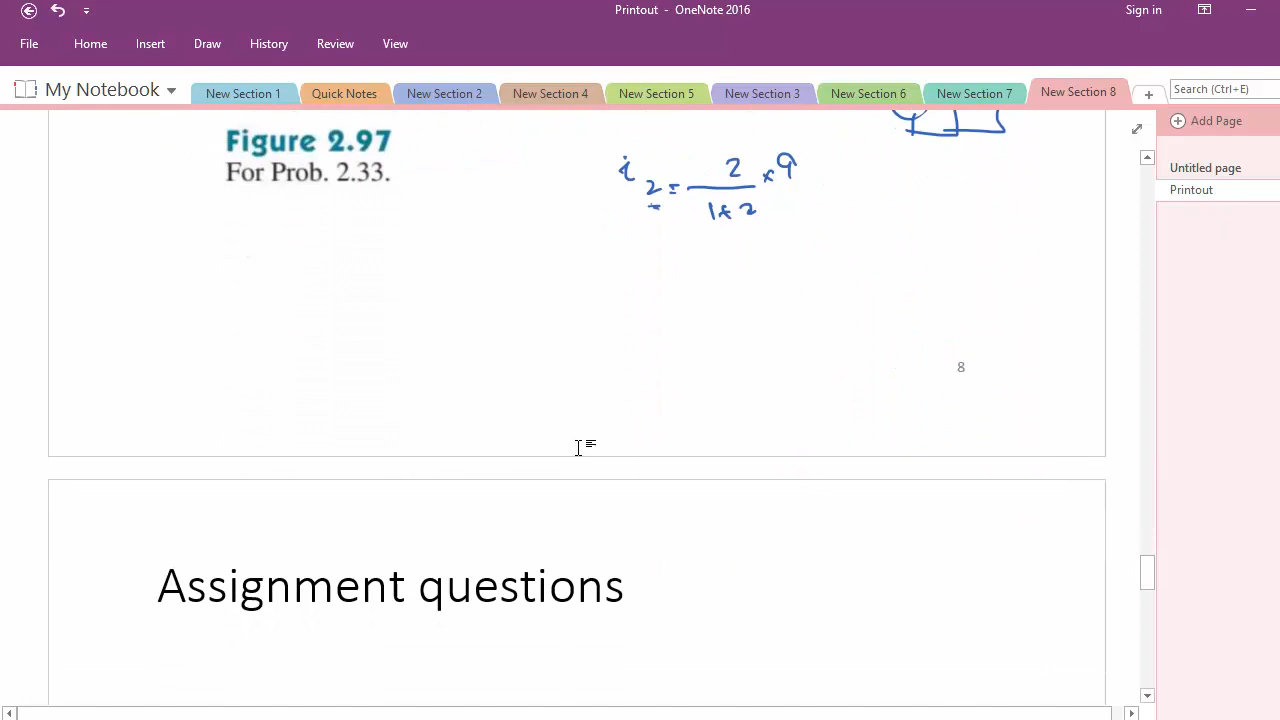 Printout - OneNote 2016
Sign in
File Home Insert Draw History Review View
My Notebook
New Section 1 Quick Notes New Section 2 New Section 4 New Section 5 New Section 3 New Section 6 New Section 7 New Section 8
Search (Ctrl+E)
Add Page
Untitled page
Printout
Figure 2.97
For Prob. 2.33.
i 2 = 2 × 9
1+2
8
Assignment questions